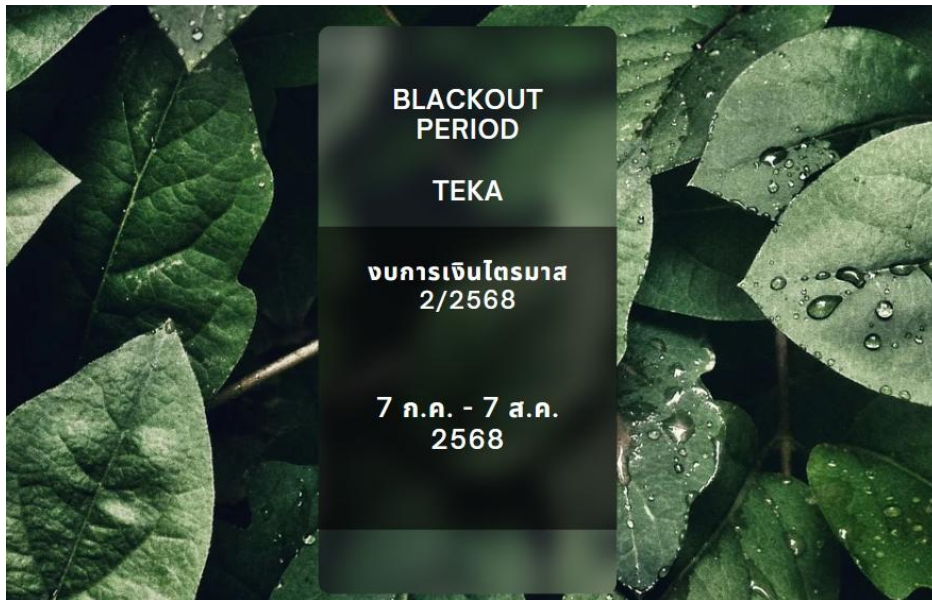 BLACKOUT
PERIOD
TEKA
งบการเงินไตรมาส
2/2568
7 ก.ค. - 7 ส.ค.
2568